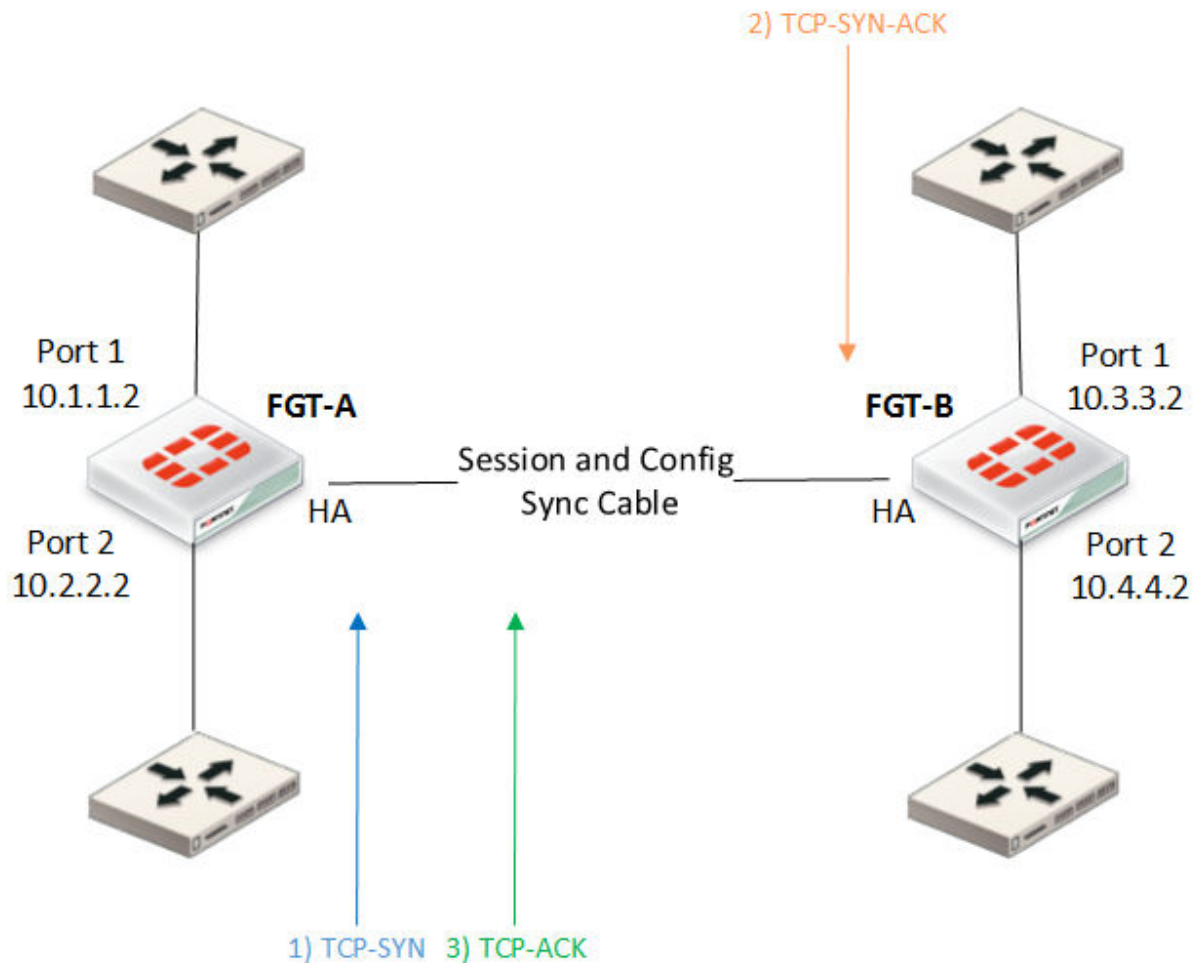 2) TCP-SYN-ACK
Port 1
10.1.1.2
FGT-A
FGT-B
Port 1
10.3.3.2
Session and Config
Sync Cable
HA
HA
Port 2
10.2.2.2
Port 2
10.4.4.2
1) TCP-SYN
3) TCP-ACK